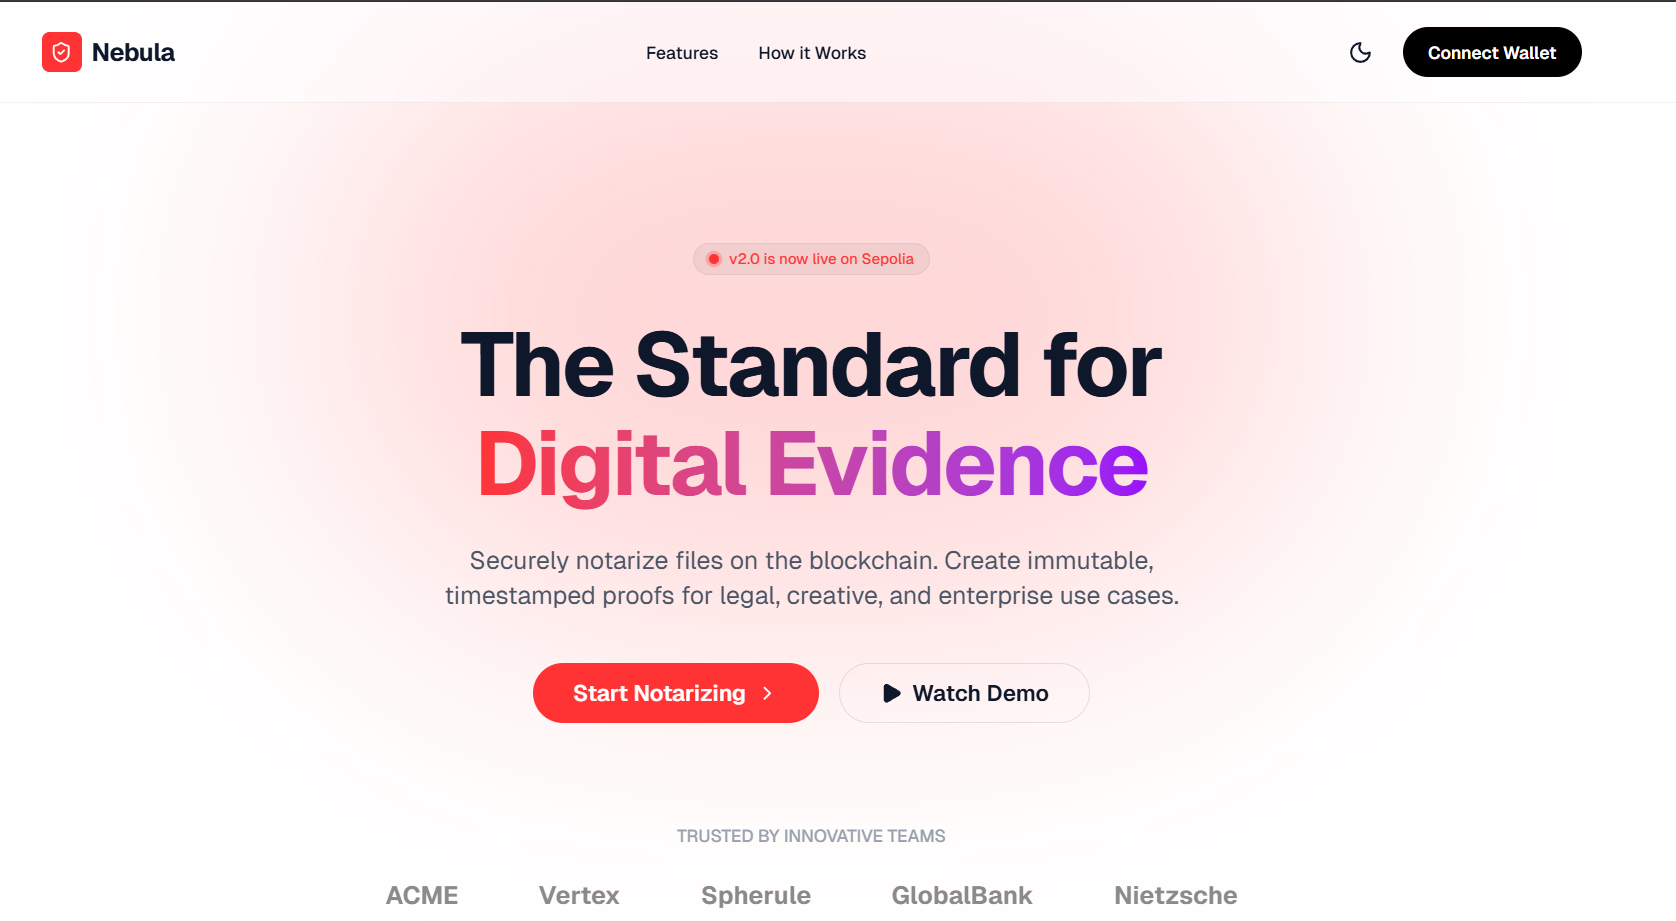 Nebula
Features
How it Works
Connect Wallet
v2.0 is now live on Sepolia
The Standard for
Digital Evidence
Securely notarize files on the blockchain. Create immutable,
timestamped proofs for legal, creative, and enterprise use cases.
Start Notarizing
Watch Demo
TRUSTED BY INNOVATIVE TEAMS
ACME
Vertex
Spherule
GlobalBank
Nietzsche